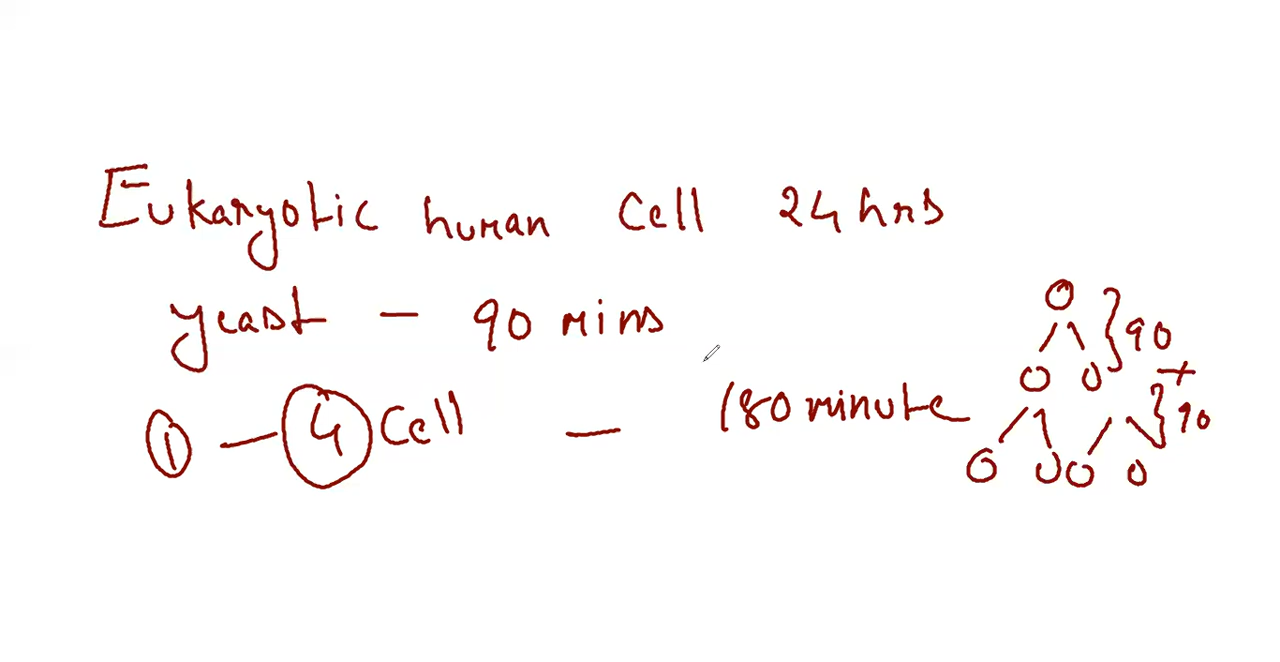 Eukaryotic human Cell 24 hrs
yeast - 90 mins
1 - 4 Cell - 180 minute
90
+
90